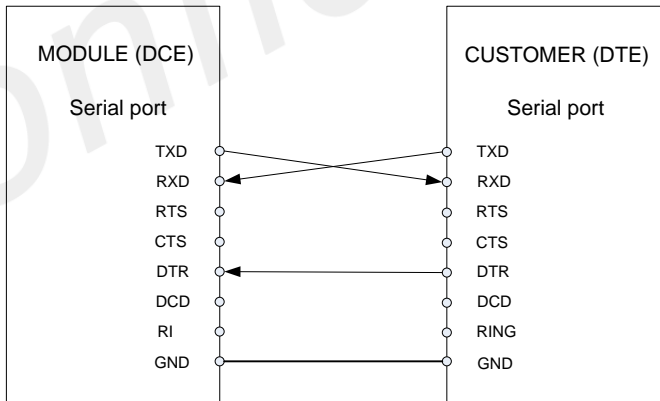 MODULE (DCE)
Serial port
TXD
RXD
RTS
CTS
DTR
DCD
RI
GND
CUSTOMER (DTE)
Serial port
TXD
RXD
RTS
CTS
DTR
DCD
RING
GND